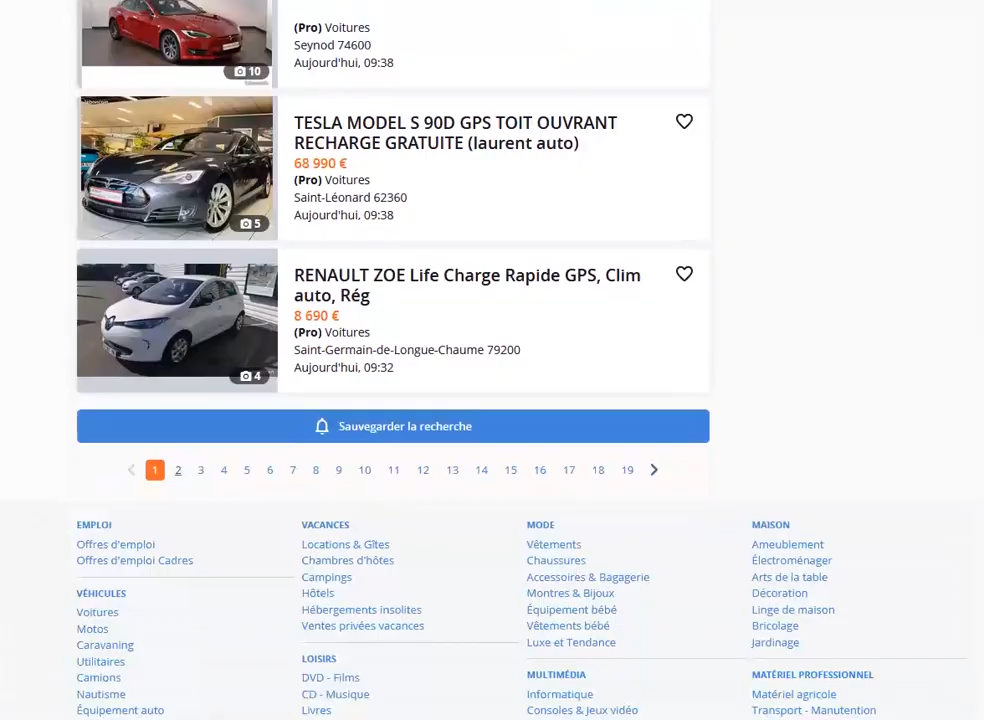 (Pro) Voitures
Seynod 74600
Aujourd'hui, 09:38
10
TESLA MODEL S 90D GPS TOIT OUVRANT
RECHARGE GRATUITE (laurent auto)
68 990 €
(Pro) Voitures
Saint-Léonard 62360
Aujourd'hui, 09:38
5
RENAULT ZOE Life Charge Rapide GPS, Clim
auto, Rég
8 690 €
(Pro) Voitures
Saint-Germain-de-Longue-Chaume 79200
Aujourd'hui, 09:32
4
Sauvegarder la recherche
1 2 3 4 5 6 7 8 9 10 11 12 13 14 15 16 17 18 19
EMPLOI
Offres d'emploi
Offres d'emploi Cadres
VÉHICULES
Voitures
Motos
Caravaning
Utilitaires
Camions
Nautisme
Équipement auto
VACANCES
Locations & Gîtes
Chambres d'hôtes
Campings
Hôtels
Hébergements insolites
Ventes privées vacances
LOISIRS
DVD - Films
CD - Musique
Livres
MODE
Vêtements
Chaussures
Accessoires & Bagagerie
Montres & Bijoux
Équipement bébé
Vêtements bébé
Luxe et Tendance
MULTIMÉDIA
Informatique
Consoles & Jeux vidéo
MAISON
Ameublement
Électroménager
Arts de la table
Décoration
Linge de maison
Bricolage
Jardinage
MATÉRIEL PROFESSIONNEL
Matériel agricole
Transport - Manutention